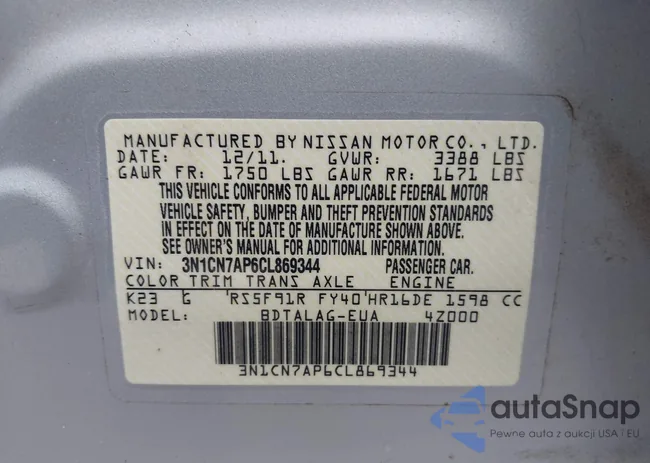 MANUFACTURED BY NISSAN MOTOR CO., LTD.
DATE: 12/11. GVWR: 3388 LBS
GAWR FR: 1750 LBS GAWR RR: 1671 LBS
THIS VEHICLE CONFORMS TO ALL APPLICABLE FEDERAL MOTOR
VEHICLE SAFETY, BUMPER AND THEFT PREVENTION STANDARDS
IN EFFECT ON THE DATE OF MANUFACTURE SHOWN ABOVE.
SEE OWNER'S MANUAL FOR ADDITIONAL INFORMATION.
VIN: 3N1CN7AP6CL869344 PASSENGER CAR.
COLOR TRIM TRANS AXLE ENGINE
K23 G 'RS5F91R FY40'HR16DE 1598 CC
MODEL: BDTALAG-EUA 4Z000
3N1CN7AP6CL869344
autaSnap
Pewne auta z aukcji USA i EU